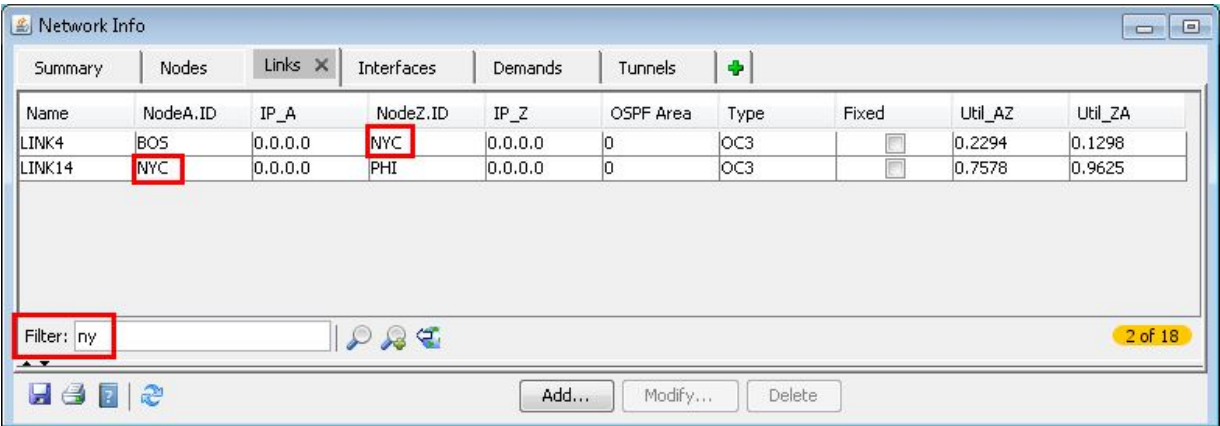 Network Info
Summary Nodes Links Interfaces Demands Tunnels
Name NodeA.ID IP_A NodeZ.ID IP_Z OSPF Area Type Fixed Util_AZ Util_ZA
LINK4 BOS 0.0.0.0 NYC 0.0.0.0 0 OC3 0.2294 0.1298
LINK14 NYC 0.0.0.0 PHI 0.0.0.0 0 OC3 0.7578 0.9625
Filter: ny 2 of 18
Add... Modify... Delete